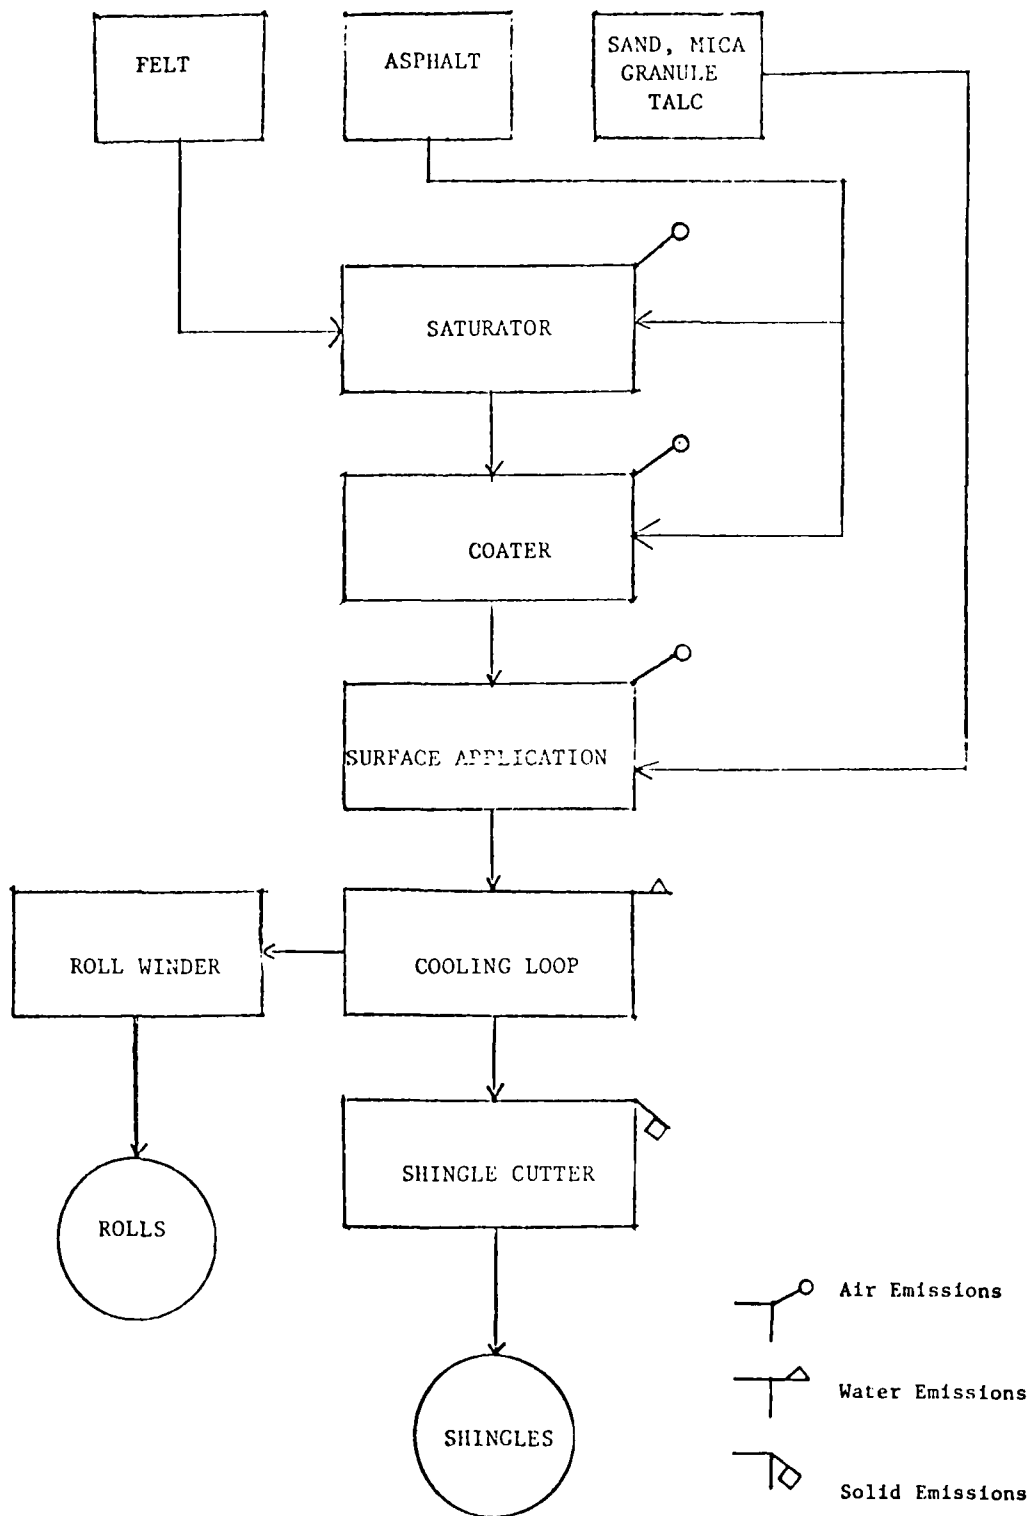 FELT
ASPHALT
SAND, MICA
GRANULE
TALC
SATURATOR
COATER
SURFACE APPLICATION
ROLL WINDER
COOLING LOOP
SHINGLE CUTTER
ROLLS
SHINGLES
Air Emissions
Water Emissions
Solid Emissions